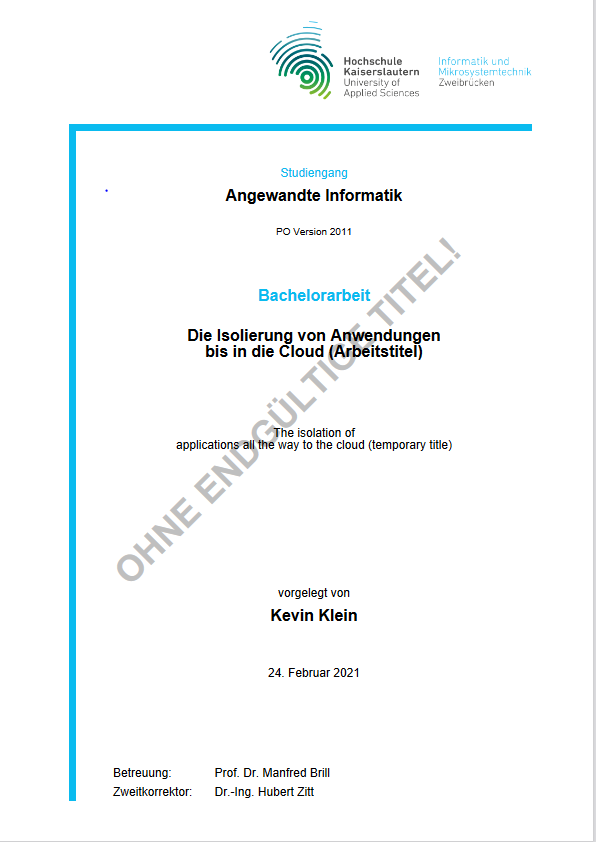 Hochschule
Kaiserslautern
University of
Applied Sciences
Informatik und
Mikrosystemtechnik
Zweibrücken
Studiengang
Angewandte Informatik
PO Version 2011
Bachelorarbeit
Die Isolierung von Anwendungen
bis in die Cloud (Arbeitstitel)
OHNE ENDGÜLTIGE TITEL!
The isolation of
applications all the way to the cloud (temporary title)
vorgelegt von
Kevin Klein
24. Februar 2021
Betreuung: Prof. Dr. Manfred Brill
Zweitkorrektor: Dr.-Ing. Hubert Zitt